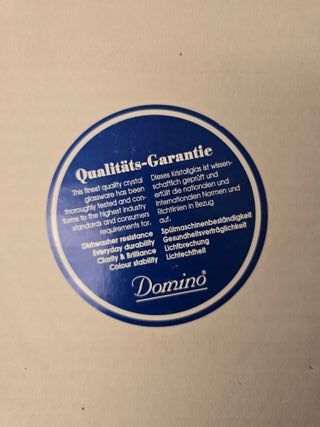 Qualitäts-Garantie
This finest quality crystal
glassware has been
thoroughly tested and con-
forms to the highest industry
standards and consumers
requirements for,
Dishwasher resistance
Everyday durability
Clarity & Brilliance
Colour stability
Dieses Kristallglas ist wissen-
schaftlich geprüft und
erfüllt die nationalen und
internationalen Normen und
Richtlinien in Bezug
auf.
Spülmaschinenbeständigkeit
Gesundheitsverträglichkeit
Lichtbrechung
Lichtechtheit
Domino®